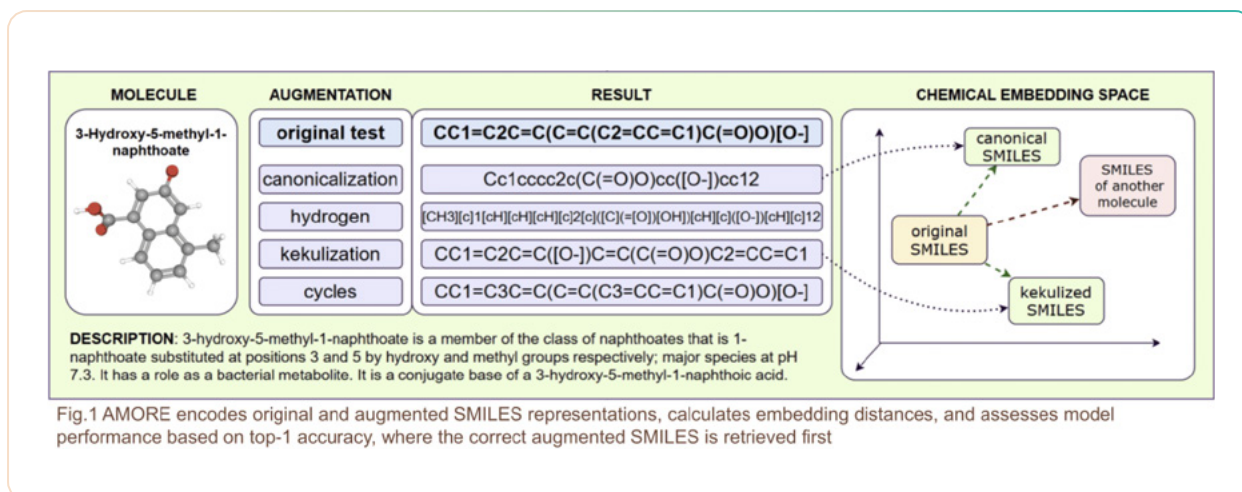 MOLECULE
AUGMENTATION
RESULT
CHEMICAL EMBEDDING SPACE
3-Hydroxy-5-methyl-1-
naphthoate
original test
CC1=C2C=C(C=C(C2=CC=C1)C(=O)O)[O-]
canonicalization
Cc1cccc2c(C(=O)O)cc([O-])cc12
hydrogen
[CH3][c]1[cH][cH][cH][c]2[c]([C](=[O])[OH])[cH][c]([O-])[cH][c]12
kekulization
CC1=C2C=C([O-])C=C(C(=O)O)C2=CC=C1
cycles
CC1=C3C=C(C=C(C3=CC=C1)C(=O)O)[O-]
canonical
SMILES
SMILES
of another
molecule
original
SMILES
kekulized
SMILES
DESCRIPTION: 3-hydroxy-5-methyl-1-naphthoate is a member of the class of naphthoates that is 1-
naphthoate substituted at positions 3 and 5 by hydroxy and methyl groups respectively; major species at pH
7.3. It has a role as a bacterial metabolite. It is a conjugate base of a 3-hydroxy-5-methyl-1-naphthoic acid.
Fig.1 AMORE encodes original and augmented SMILES representations, calculates embedding distances, and assesses model
performance based on top-1 accuracy, where the correct augmented SMILES is retrieved first